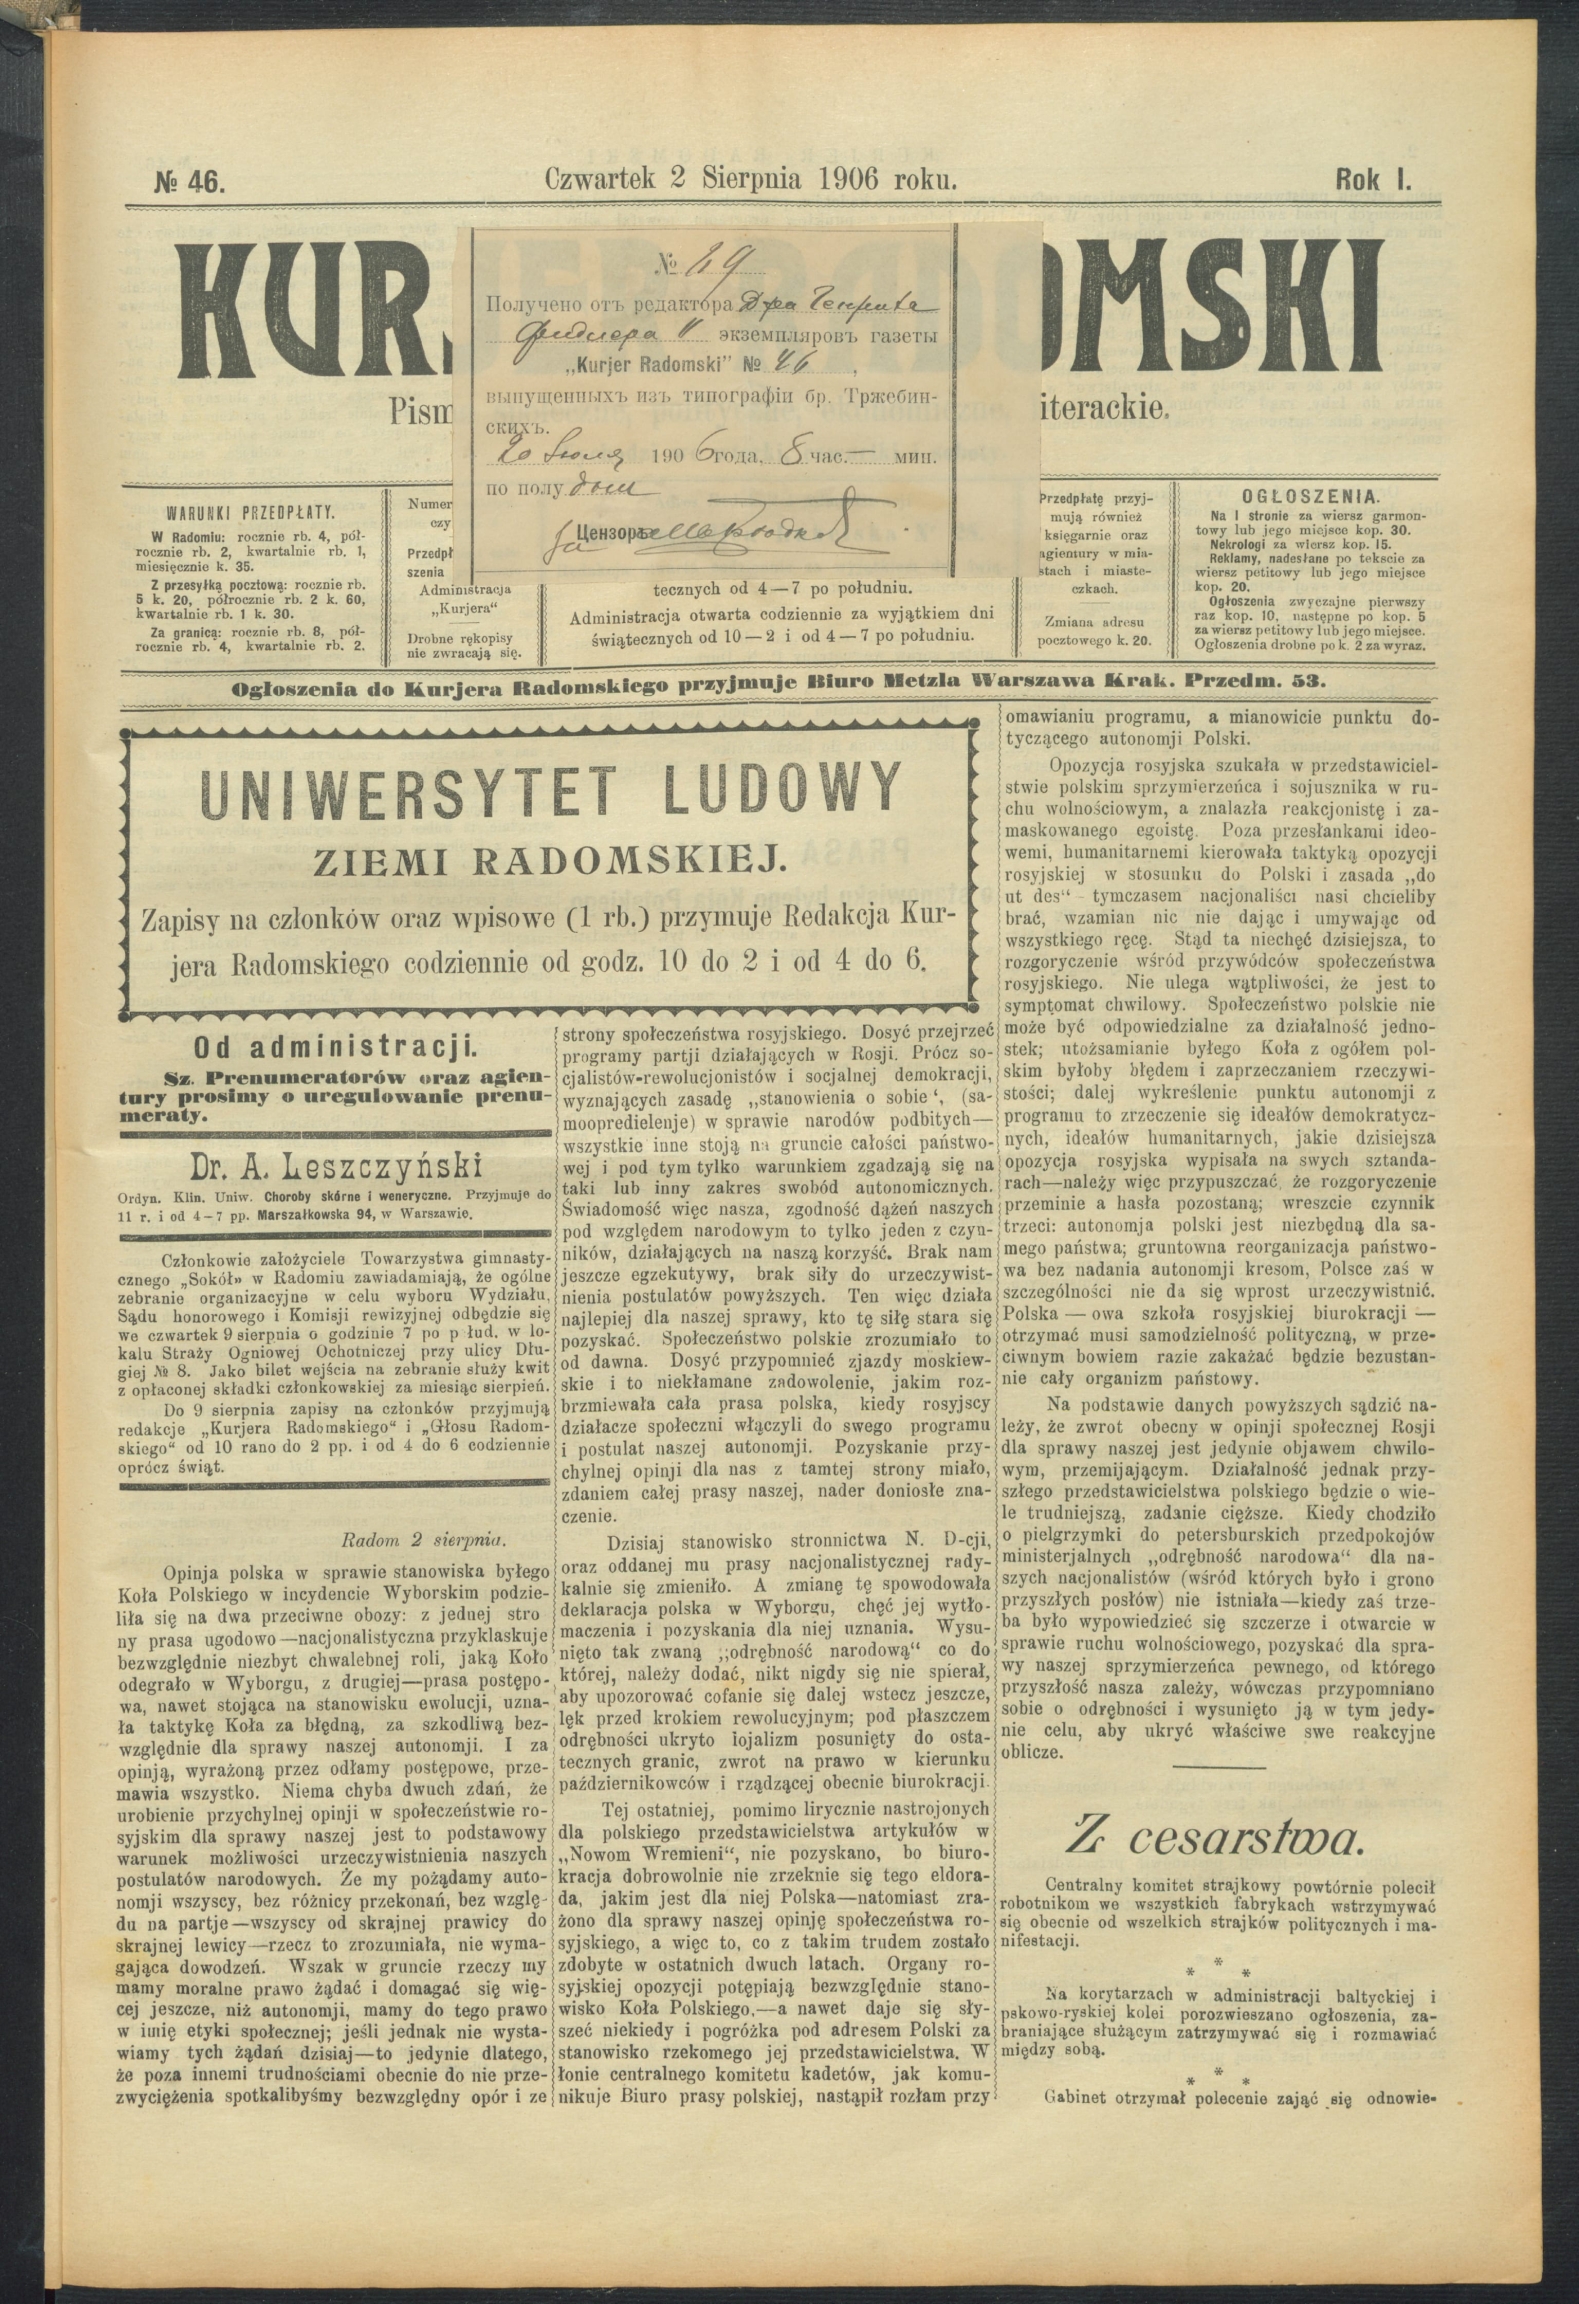 № 46.
Czwartek 2 Sierpnia 1906 roku.
Rok I.
KUR
OMSKI
Pism
iterackie.
№ 29
Получено отъ редактора Д-ра Генриха
Фидлера 11 экземпляровъ газеты
„Kurjer Radomski” № 46,
выпущенныхъ изъ типографіи бр. Тржебин-
скихъ.
20 Іюля 1906 года, 8 час.— мин.
по полу дни
За Цензоръ
WARUNKI PRZEDPŁATY.
W Radomiu: rocznie rb. 4, pół-
rocznie rb. 2, kwartalnie rb. 1,
miesięcznie k. 35.
Z przesyłką pocztową: rocznie rb.
5 k. 20, półrocznie rb. 2 k. 60,
kwartalnie rb. 1 k. 30.
Za granicą: rocznie rb. 8, pół-
rocznie rb. 4, kwartalnie rb. 2.
Numer
czy
Przedpł
szenia
Administracja
„Kurjera“
Drobne rękopisy
nie zwracają się.
tecznych od 4—7 po południu.
Administracja otwarta codziennie za wyjątkiem dni
świątecznych od 10—2 i od 4—7 po południu.
Przedpłatę przyj-
mują również
księgarnie oraz
agientury w mia-
stach i miaste-
czkach.
Zmiana adresu
pocztowego k. 20.
OGŁOSZENIA.
Na I stronie za wiersz garmon-
towy lub jego miejsce kop. 30.
Nekrologi za wiersz kop. 15.
Reklamy, nadesłane po tekscie za
wiersz petitowy lub jego miejsce
kop. 20.
Ogłoszenia zwyczajne pierwszy
raz kop. 10, następne po kop. 5
za wiersz petitowy lub jego miejsce.
Ogłoszenia drobne po k. 2 za wyraz.
Ogłoszenia do Kurjera Radomskiego przyjmuje Biuro Metzla Warszawa Krak. Przedm. 53.
UNIWERSYTET LUDOWY
ZIEMI RADOMSKIEJ.
Zapisy na członków oraz wpisowe (1 rb.) przymuje Redakcja Kur-
jera Radomskiego codziennie od godz. 10 do 2 i od 4 do 6.
Od administracji.
Sz. Prenumeratorów oraz agien-
tury prosimy o uregulowanie prenu-
meraty.
Dr. A. Leszczyński
Ordyn. Klin. Uniw. Choroby skórne i weneryczne. Przyjmuje do
11 r. i od 4—7 pp. Marszałkowska 94, w Warszawie.
Członkowie założyciele Towarzystwa gimnasty-
cznego „Sokół» w Radomiu zawiadamiają, że ogólne
zebranie organizacyjne w celu wyboru Wydziału,
Sądu honorowego i Komisji rewizyjnej odbędzie się
we czwartek 9 sierpnia o godzinie 7 po p łud. w lo-
kalu Straży Ogniowej Ochotniczej przy ulicy Dłu-
giej № 8. Jako bilet wejścia na zebranie służy kwit
z opłaconej składki członkowskiej za miesiąc sierpień.
Do 9 sierpnia zapisy na członków przyjmują
redakcje „Kurjera Radomskiego“ i „Głosu Radom-
skiego“ od 10 rano do 2 pp. i od 4 do 6 codziennie
oprócz świąt.
Radom 2 sierpnia.
Opinja polska w sprawie stanowiska byłego
Koła Polskiego w incydencie Wyborskim podzie-
liła się na dwa przeciwne obozy: z jednej stro
ny prasa ugodowo—nacjonalistyczna przyklaskuje
bezwzględnie niezbyt chwalebnej roli, jaką Koło
odegrało w Wyborgu, z drugiej—prasa postępo-
wa, nawet stojąca na stanowisku ewolucji, uzna-
ła taktykę Koła za błędną, za szkodliwą bez-
względnie dla sprawy naszej autonomji. I za
opinją, wyrażoną przez odłamy postępowe, prze-
mawia wszystko. Niema chyba dwuch zdań, że
urobienie przychylnej opinji w społeczeństwie ro-
syjskim dla sprawy naszej jest to podstawowy
warunek możliwości urzeczywistnienia naszych
postulatów narodowych. Że my pożądamy auto-
nomji wszyscy, bez różnicy przekonań, bez wzglę-
du na partje—wszyscy od skrajnej prawicy do
skrajnej lewicy—rzecz to zrozumiała, nie wyma-
gająca dowodzeń. Wszak w gruncie rzeczy my
mamy moralne prawo żądać i domagać się wię-
cej jeszcze, niż autonomji, mamy do tego prawo
w imię etyki społecznej; jeśli jednak nie wysta-
wiamy tych żądań dzisiaj—to jedynie dlatego,
że poza innemi trudnościami obecnie do nie prze-
zwyciężenia spotkalibyśmy bezwzględny opór i ze
strony społeczeństwa rosyjskiego. Dosyć przejrzeć
programy partji działających w Rosji. Prócz so-
cjalistów-rewolucjonistów i socjalnej demokracji,
wyznających zasadę „stanowienia o sobie‘, (sa-
moopredielenje) w sprawie narodów podbitych—
wszystkie inne stoją na gruncie całości państwo-
wej i pod tym tylko warunkiem zgadzają się na
taki lub inny zakres swobód autonomicznych.
Świadomość więc nasza, zgodność dążeń naszych
pod względem narodowym to tylko jeden z czyn-
ników, działających na naszą korzyść. Brak nam
jeszcze egzekutywy, brak siły do urzeczywist-
nienia postulatów powyższych. Ten więc działa
najlepiej dla naszej sprawy, kto tę siłę stara się
pozyskać. Społeczeństwo polskie zrozumiało to
od dawna. Dosyć przypomnieć zjazdy moskiew-
skie i to niekłamane zadowolenie, jakim roz-
brzmiewała cała prasa polska, kiedy rosyjscy
działacze społeczni włączyli do swego programu
i postulat naszej autonomji. Pozyskanie przy-
chylnej opinji dla nas z tamtej strony miało,
zdaniem całej prasy naszej, nader doniosłe zna-
czenie.
Dzisiaj stanowisko stronnictwa N. D-cji,
oraz oddanej mu prasy nacjonalistycznej rady-
kalnie się zmieniło. A zmianę tę spowodowała
deklaracja polska w Wyborgu, chęć jej wytło-
maczenia i pozyskania dla niej uznania. Wysu-
nięto tak zwaną „odrębność narodową“ co do
której, należy dodać, nikt nigdy się nie spierał,
aby upozorować cofanie się dalej wstecz jeszcze,
lęk przed krokiem rewolucyjnym; pod płaszczem
odrębności ukryto lojalizm posunięty do osta-
tecznych granic, zwrot na prawo w kierunku
październikowców i rządzącej obecnie biurokracji.
Tej ostatniej, pomimo lirycznie nastrojonych
dla polskiego przedstawicielstwa artykułów w
„Nowom Wremieni“, nie pozyskano, bo biuro-
kracja dobrowolnie nie zrzeknie się tego eldora-
da, jakim jest dla niej Polska—natomiast zra-
żono dla sprawy naszej opinję społeczeństwa ro-
syjskiego, a więc to, co z takim trudem zostało
zdobyte w ostatnich dwuch latach. Organy ro-
syjskiej opozycji potępiają bezwzględnie stano-
wisko Koła Polskiego,—a nawet daje się sły-
szeć niekiedy i pogróżka pod adresem Polski za
stanowisko rzekomego jej przedstawicielstwa. W
łonie centralnego komitetu kadetów, jak komu-
nikuje Biuro prasy polskiej, nastąpił rozłam przy
omawianiu programu, a mianowicie punktu do-
tyczącego autonomji Polski.
Opozycja rosyjska szukała w przedstawiciel-
stwie polskim sprzymierzeńca i sojusznika w ru-
chu wolnościowym, a znalazła reakcjonistę i za-
maskowanego egoistę. Poza przesłankami ideo-
wemi, humanitarnemi kierowała taktyką opozycji
rosyjskiej w stosunku do Polski i zasada „do
ut des“ - tymczasem nacjonaliści nasi chcieliby
brać, wzamian nic nie dając i umywając od
wszystkiego ręcę. Stąd ta niechęć dzisiejsza, to
rozgoryczenie wśród przywódców społeczeństwa
rosyjskiego. Nie ulega wątpliwości, że jest to
symptomat chwilowy. Społeczeństwo polskie nie
może być odpowiedzialne za działalność jedno-
stek; utożsamianie byłego Koła z ogółem pol-
skim byłoby błędem i zaprzeczaniem rzeczywi-
stości; dalej wykreślenie punktu autonomji z
programu to zrzeczenie się ideałów demokratycz-
nych, ideałów humanitarnych, jakie dzisiejsza
opozycja rosyjska wypisała na swych sztanda-
rach—należy więc przypuszczać, że rozgoryczenie
przeminie a hasła pozostaną; wreszcie czynnik
trzeci: autonomja polski jest niezbędną dla sa-
mego państwa; gruntowna reorganizacja państwo-
wa bez nadania autonomji kresom, Polsce zaś w
szczególności nie da się wprost urzeczywistnić.
Polska — owa szkoła rosyjskiej biurokracji —
otrzymać musi samodzielność polityczną, w prze-
ciwnym bowiem razie zakażać będzie bezustan-
nie cały organizm państowy.
Na podstawie danych powyższych sądzić na-
leży, że zwrot obecny w opinji społecznej Rosji
dla sprawy naszej jest jedynie objawem chwilo-
wym, przemijającym. Działalność jednak przy-
szłego przedstawicielstwa polskiego będzie o wie-
le trudniejszą, zadanie cięższe. Kiedy chodziło
o pielgrzymki do petersburskich przedpokojów
ministerjalnych „odrębność narodowa“ dla na-
szych nacjonalistów (wśród których było i grono
przyszłych posłów) nie istniała—kiedy zaś trze-
ba było wypowiedzieć się szczerze i otwarcie w
sprawie ruchu wolnościowego, pozyskać dla spra-
wy naszej sprzymierzeńca pewnego, od którego
przyszłość nasza zależy, wówczas przypomniano
sobie o odrębności i wysunięto ją w tym jedy-
nie celu, aby ukryć właściwe swe reakcyjne
oblicze.
Z cesarstwa.
Centralny komitet strajkowy powtórnie polecił
robotnikom we wszystkich fabrykach wstrzymywać
się obecnie od wszelkich strajków politycznych i ma-
nifestacji.
* * *
Na korytarzach w administracji baltyckiej i
pskowo-ryskiej kolei porozwieszano ogłoszenia, za-
braniające służącym zatrzymywać się i rozmawiać
między sobą.
* * *
Gabinet otrzymał polecenie zająć się odnowie-